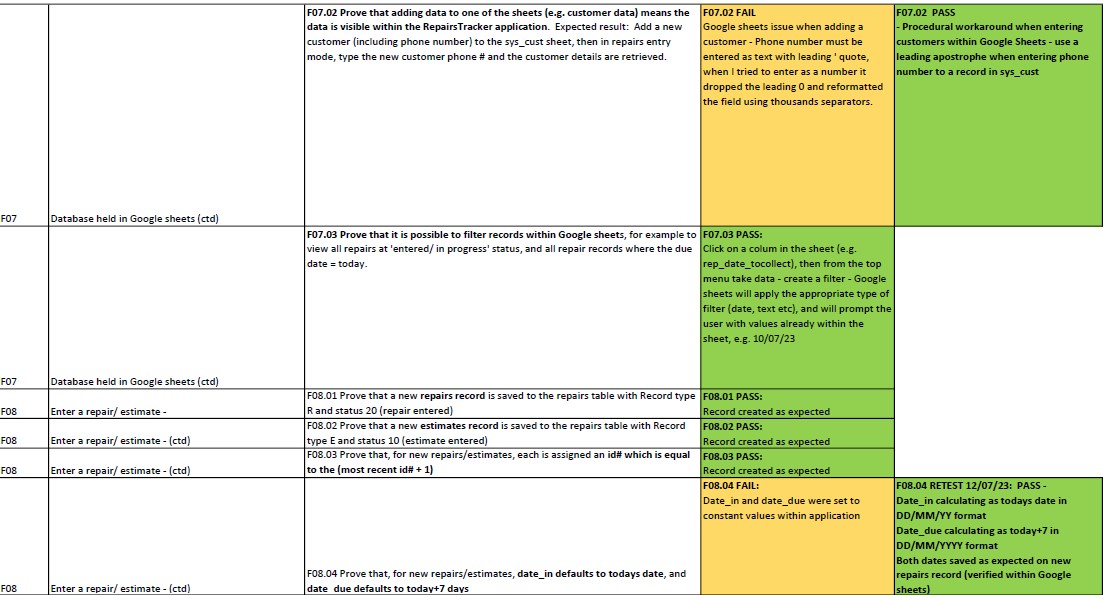 F07.02 Prove that adding data to one of the sheets (e.g. customer data) means the
data is visible within the RepairsTracker application. Expected result: Add a new
customer (including phone number) to the sys_cust sheet, then in repairs entry
mode, type the new customer phone # and the customer details are retrieved.
F07.02 FAIL
Google sheets issue when adding a
customer - Phone number must be
entered as text with leading ' quote,
when I tried to enter as a number it
dropped the leading 0 and reformatted
the field using thousands separators.
F07.02 PASS
- Procedural workaround when entering
customers within Google Sheets - use a
leading apostrophe when entering phone
number to a record in sys_cust
F07
Database held in Google sheets (ctd)
F07.03 Prove that it is possible to filter records within Google sheets, for example to
view all repairs at 'entered/ in progress' status, and all repair records where the due
date = today.
F07.03 PASS:
Click on a colum in the sheet (e.g.
rep_date_tocollect), then from the top
menu take data - create a filter - Google
sheets will apply the appropriate type of
filter (date, text etc), and will prompt the
user with values already within the
sheet, e.g. 10/07/23
F07
Database held in Google sheets (ctd)
F08
Enter a repair/ estimate -
F08.01 Prove that a new repairs record is saved to the repairs table with Record type
R and status 20 (repair entered)
F08.01 PASS:
Record created as expected
F08
Enter a repair/ estimate - (ctd)
F08.02 Prove that a new estimates record is saved to the repairs table with Record
type E and status 10 (estimate entered)
F08.02 PASS:
Record created as expected
F08
Enter a repair/ estimate - (ctd)
F08.03 Prove that, for new repairs/estimates, each is assigned an id# which is equal
to the (most recent id# + 1)
F08.03 PASS:
Record created as expected
F08
Enter a repair/ estimate - (ctd)
F08.04 Prove that, for new repairs/estimates, date_in defaults to todays date, and
date_due defaults to today+7 days
F08.04 FAIL:
Date_in and date_due were set to
constant values within application
F08.04 RETEST 12/07/23: PASS -
Date_in calculating as todays date in
DD/MM/YY format
Date_due calculating as today+7 in
DD/MM/YYYY format
Both dates saved as expected on new
repairs record (verified within Google
sheets)